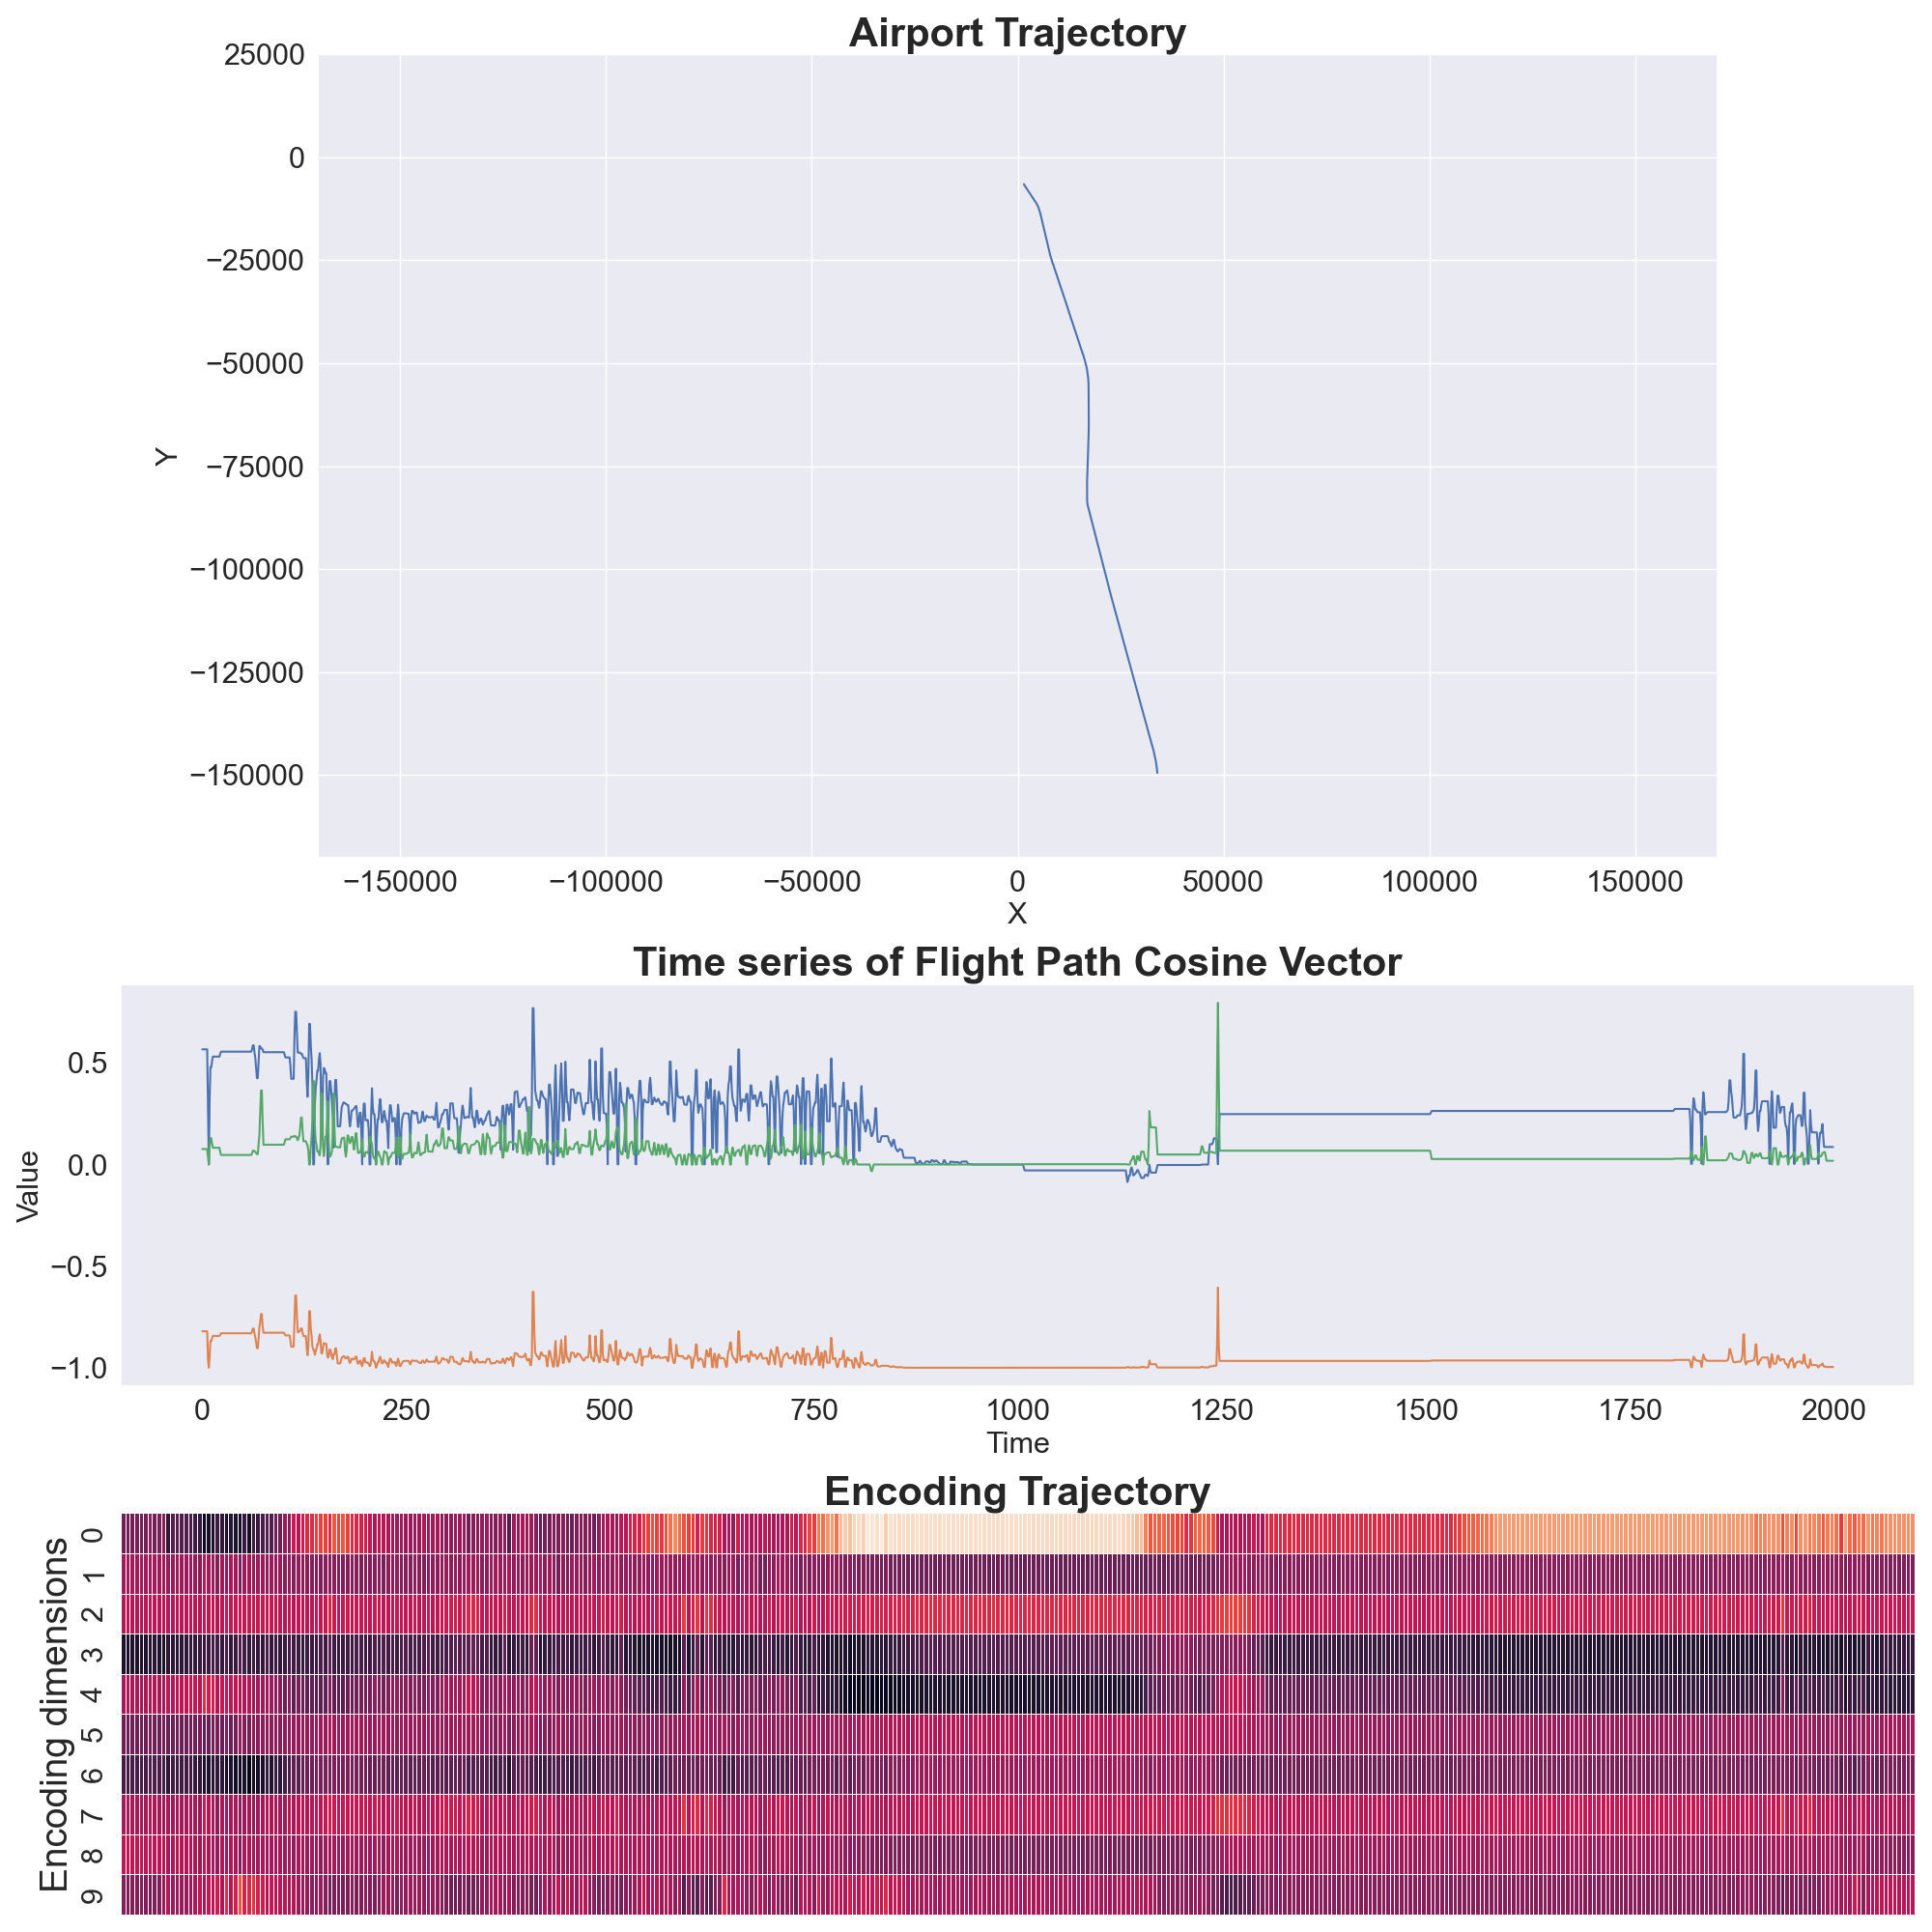 Airport Trajectory
25000
0
−25000
−50000
−75000
−100000
−125000
−150000
Y
−150000 −100000 −50000 0 50000 100000 150000
X
Time series of Flight Path Cosine Vector
0.5
0.0
−0.5
−1.0
Value
0 250 500 750 1000 1250 1500 1750 2000
Time
Encoding Trajectory
0
1
2
3
4
5
6
7
8
9
Encoding dimensions